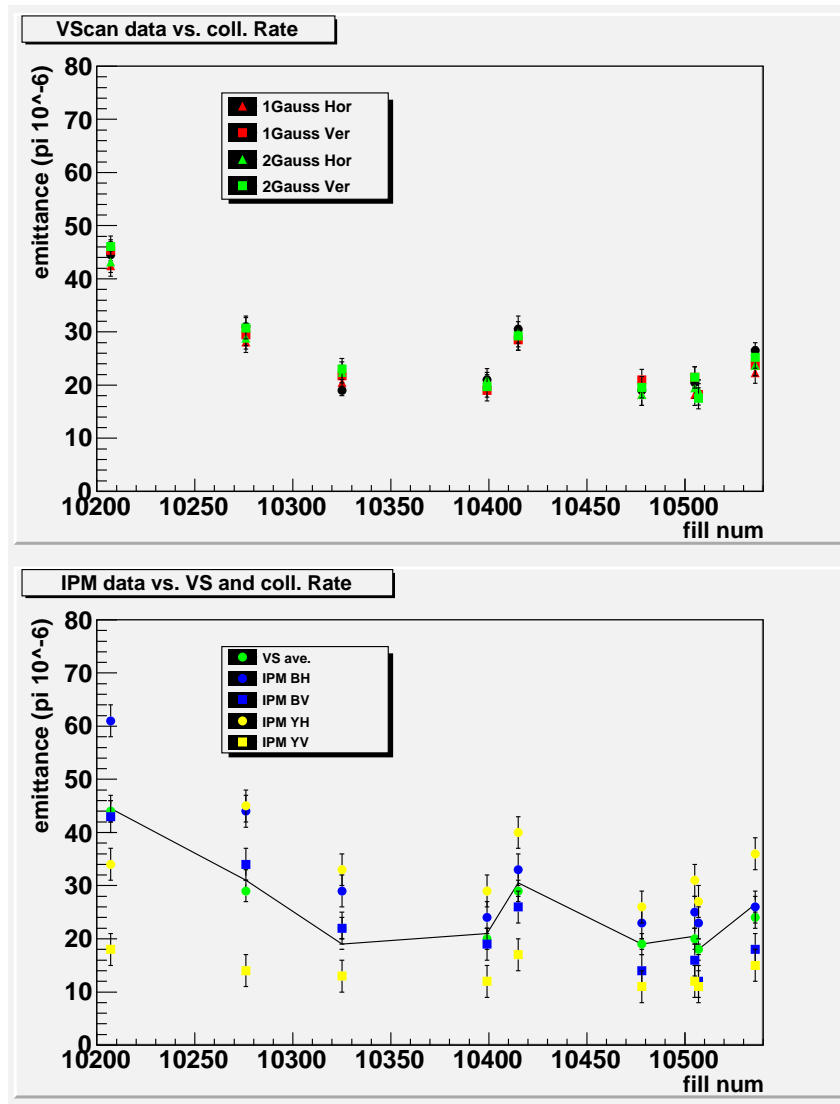 VScan data vs. coll. Rate
80
70
60
50
40
30
20
10
0
emittance (pi 10^-6)
1Gauss Hor
1Gauss Ver
2Gauss Hor
2Gauss Ver
10200 10250 10300 10350 10400 10450 10500
fill num
IPM data vs. VS and coll. Rate
80
70
60
50
40
30
20
10
0
emittance (pi 10^-6)
VS ave.
IPM BH
IPM BV
IPM YH
IPM YV
10200 10250 10300 10350 10400 10450 10500
fill num